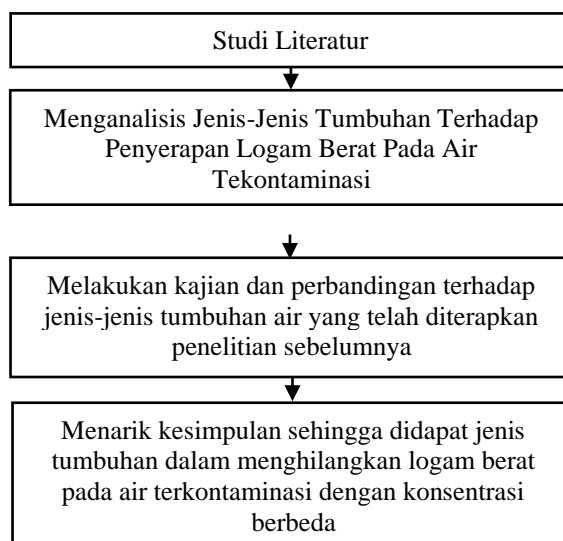 Studi Literatur
Menganalisis Jenis-Jenis Tumbuhan Terhadap
Penyerapan Logam Berat Pada Air
Tekontaminasi
Melakukan kajian dan perbandingan terhadap
jenis-jenis tumbuhan air yang telah diterapkan
penelitian sebelumnya
Menarik kesimpulan sehingga didapat jenis
tumbuhan dalam menghilangkan logam berat
pada air terkontaminasi dengan konsentrasi
berbeda